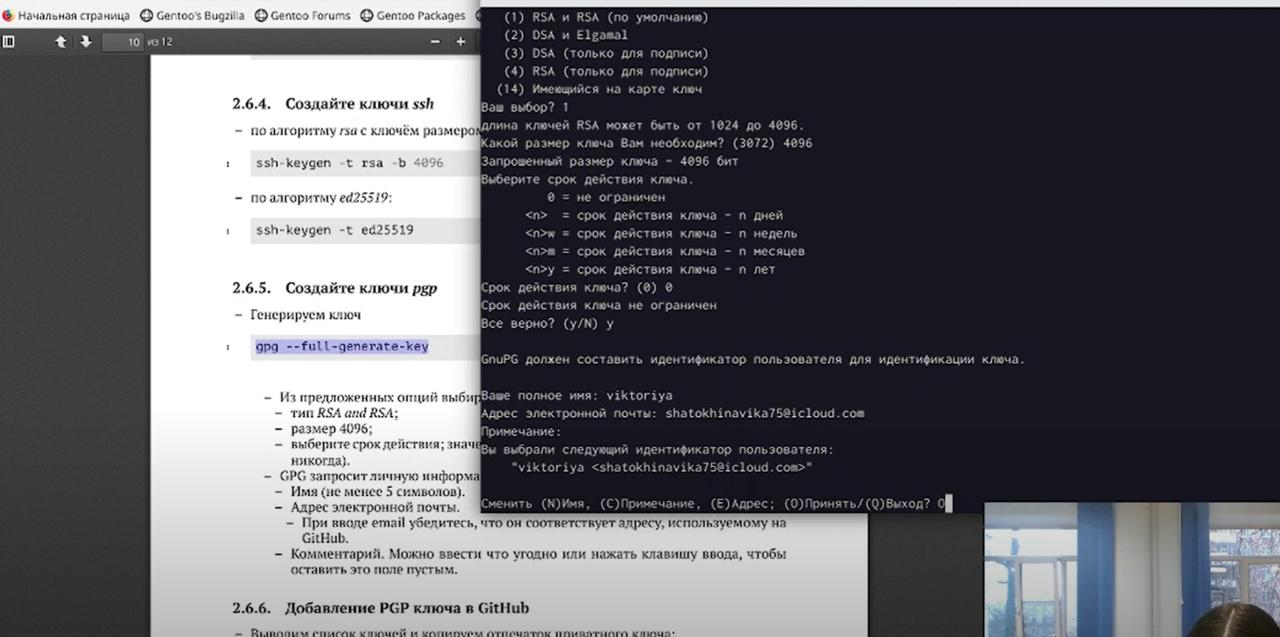 Начальная страница Gentoo's Bugzilla Gentoo Forums Gentoo Packages
10 из 12
2.6.4. Создайте ключи ssh
– по алгоритму rsa с ключём размером
1 ssh-keygen -t rsa -b 4096
– по алгоритму ed25519:
1 ssh-keygen -t ed25519
2.6.5. Создайте ключи pgp
– Генерируем ключ
1 gpg --full-generate-key
– Из предложенных опций
– тип RSA and RSA;
– размер 4096;
– выберите срок действия;
никогда).
– GPG запросит личную
– Имя (не менее 5 символов).
– Адрес электронной почты.
– При вводе email убедитесь, что он соответствует адресу, используемому на
GitHub.
– Комментарий. Можно ввести что угодно или нажать клавишу ввода, чтобы
оставить это поле пустым.
2.6.6. Добавление PGP ключа в GitHub
– Выводим список ключей и копируем отпечаток приватного ключа:
(1) RSA и RSA (по умолчанию)
(2) DSA и Elgamal
(3) DSA (только для подписи)
(4) RSA (только для подписи)
(14) Имеющийся на карте ключ
Ваш выбор? 1
длина ключей RSA может быть от 1024 до 4096.
Какой размер ключа Вам необходим? (3072) 4096
Запрошенный размер ключа - 4096 бит
Выберите срок действия ключа.
0 = не ограничен
<n> = срок действия ключа - n дней
<n>w = срок действия ключа - n недель
<n>m = срок действия ключа - n месяцев
<n>y = срок действия ключа - n лет
Срок действия ключа? (0) 0
Срок действия ключа не ограничен
Все верно? (y/N) y
GnuPG должен составить идентификатор пользователя для идентификации ключа.
Ваше полное имя: viktoriya
Адрес электронной почты: shatokhinavika75@icloud.com
Примечание:
Вы выбрали следующий идентификатор пользователя:
"viktoriya <shatokhinavika75@icloud.com>"
Сменить (N)Имя, (C)Примечание, (E)Адрес; (O)Принять/(Q)Выход? O